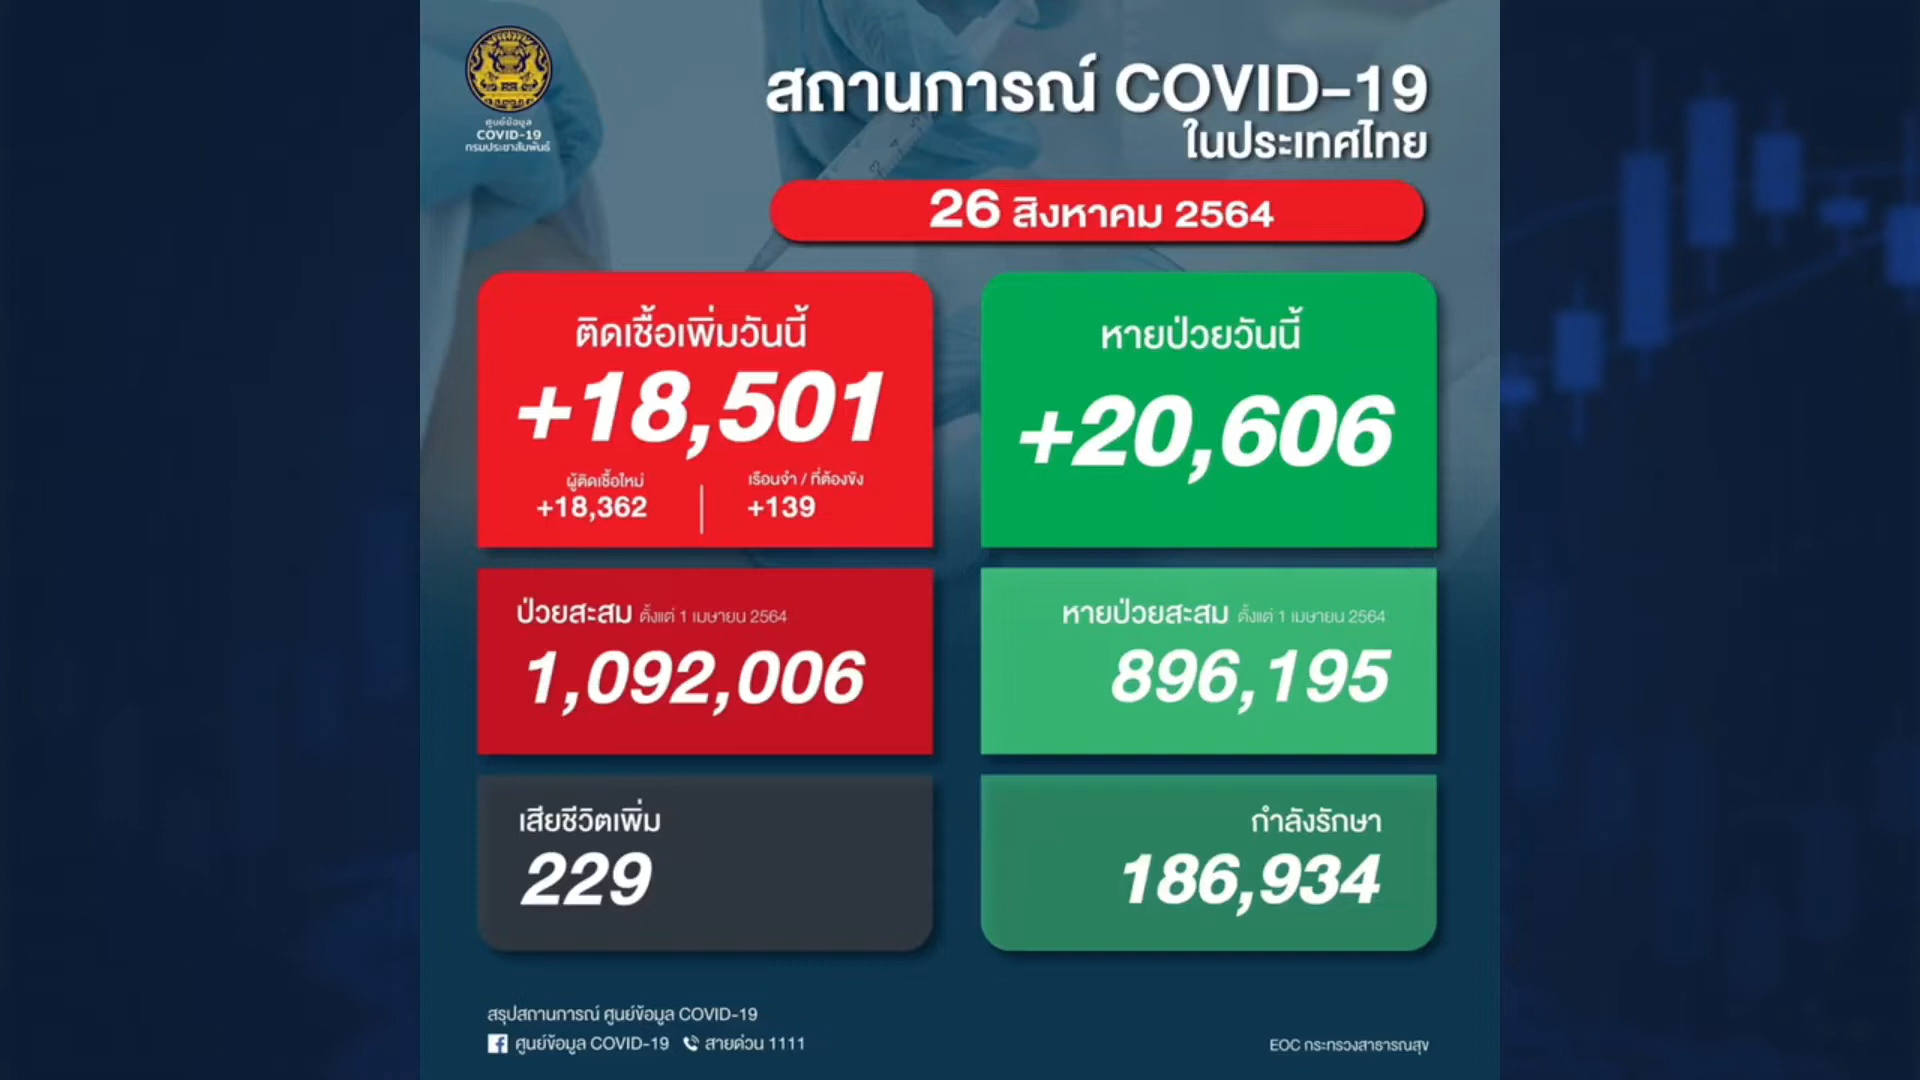 ศูนย์ข้อมูล
COVID-19
กรมประชาสัมพันธ์
สถานการณ์ COVID-19
ในประเทศไทย
26 สิงหาคม 2564
ติดเชื้อเพิ่มวันนี้
+18,501
ผู้ติดเชื้อใหม่
+18,362
เรือนจำ / ที่ต้องขัง
+139
หายป่วยวันนี้
+20,606
ป่วยสะสม ตั้งแต่ 1 เมษายน 2564
1,092,006
หายป่วยสะสม ตั้งแต่ 1 เมษายน 2564
896,195
เสียชีวิตเพิ่ม
229
กำลังรักษา
186,934
สรุปสถานการณ์ ศูนย์ข้อมูล COVID-19
ศูนย์ข้อมูล COVID-19 สายด่วน 1111
EOC กระทรวงสาธารณสุข